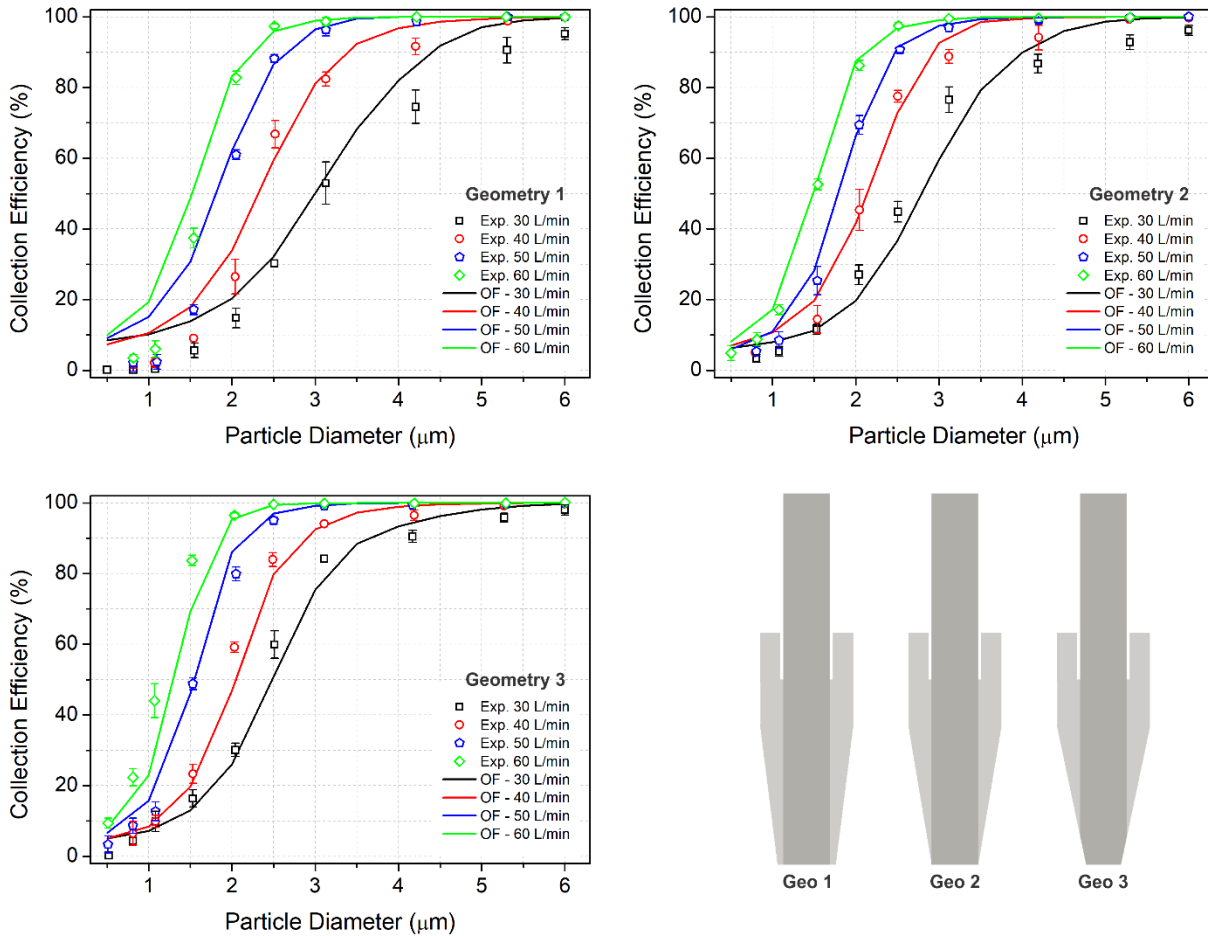 100
80
60
40
20
0
Collection Efficiency (%)
Geometry 1
Exp. 30 L/min
Exp. 40 L/min
Exp. 50 L/min
Exp. 60 L/min
OF - 30 L/min
OF - 40 L/min
OF - 50 L/min
OF - 60 L/min
1 2 3 4 5 6
Particle Diameter (μm)
100
80
60
40
20
0
Collection Efficiency (%)
Geometry 2
Exp. 30 L/min
Exp. 40 L/min
Exp. 50 L/min
Exp. 60 L/min
OF - 30 L/min
OF - 40 L/min
OF - 50 L/min
OF - 60 L/min
1 2 3 4 5 6
Particle Diameter (μm)
100
80
60
40
20
0
Collection Efficiency (%)
Geometry 3
Exp. 30 L/min
Exp. 40 L/min
Exp. 50 L/min
Exp. 60 L/min
OF - 30 L/min
OF - 40 L/min
OF - 50 L/min
OF - 60 L/min
1 2 3 4 5 6
Particle Diameter (μm)
Geo 1 Geo 2 Geo 3